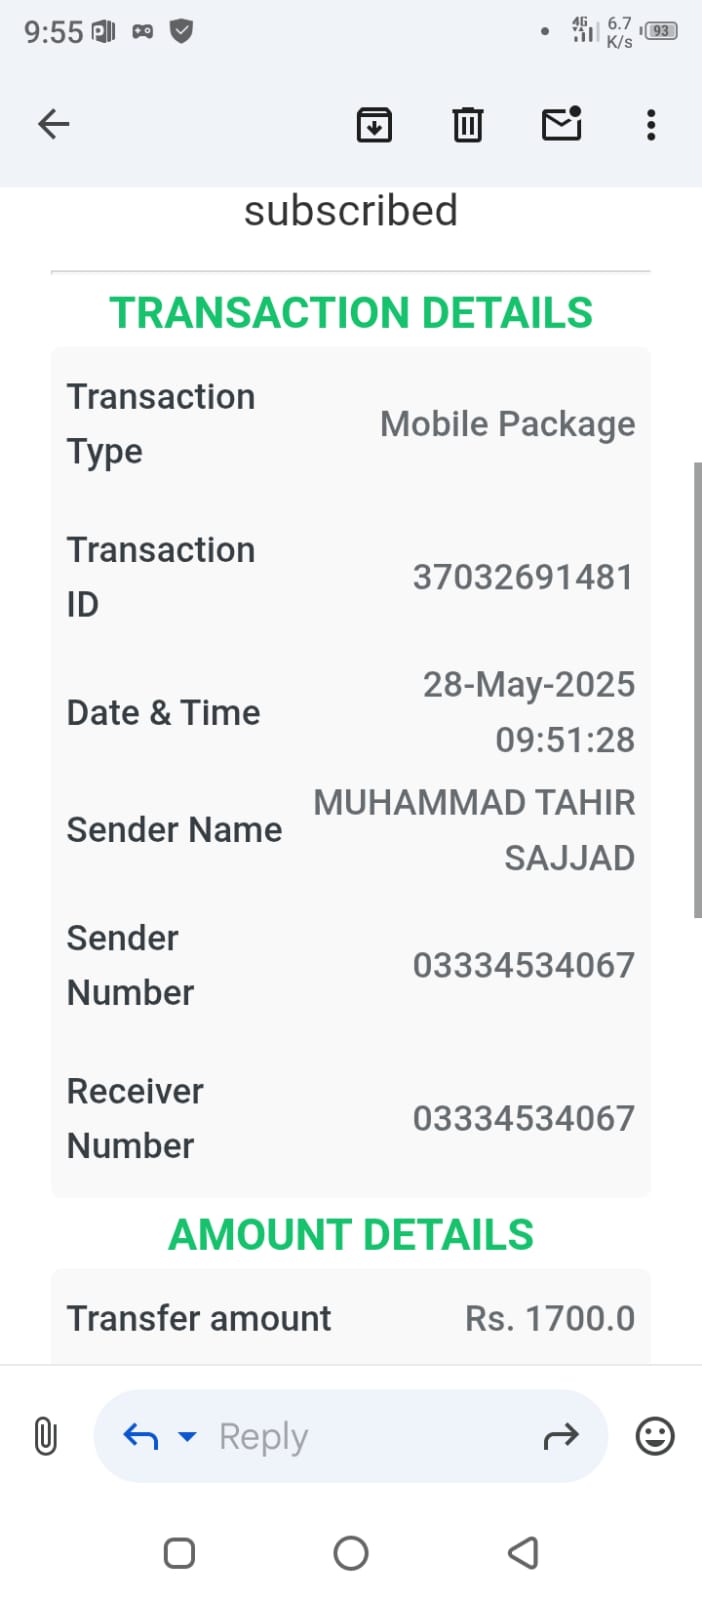 9:55
4G 6.7 K/s 93
subscribed
TRANSACTION DETAILS
Transaction Type Mobile Package
Transaction ID 37032691481
Date & Time 28-May-2025 09:51:28
Sender Name MUHAMMAD TAHIR SAJJAD
Sender Number 03334534067
Receiver Number 03334534067
AMOUNT DETAILS
Transfer amount Rs. 1700.0
Reply